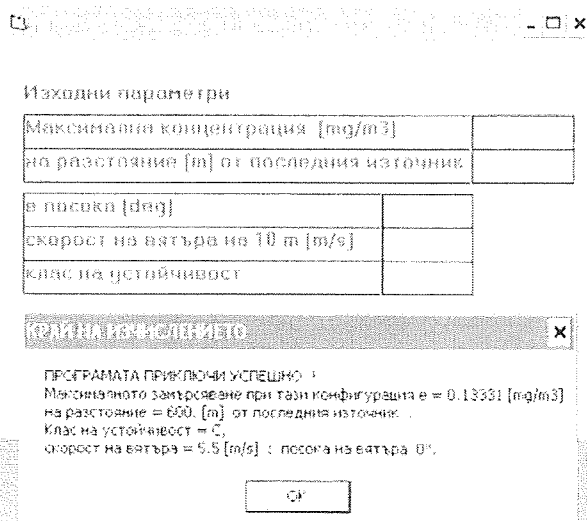 Изходни параметри
Максимална концентрация [mg/m3]
на разстояние [m] от последния източник
в посока [deg]
скорост на вятъра на 10 m [m/s]
клас на устойчивост
КРАЙ НА ИЗЧИСЛЕНИЕТО
ПРОГРАМАТА ПРИКЛЮЧИ УСПЕШНО !
Максималното замърсяване при тази конфигурация е = 0.13331 [mg/m3]
на разстояние = 600. [m] от последния източник .
Клас на устойчивост = C,
скорост на вятъра = 5.5 [m/s] ; посока на вятъра 0°.
OK